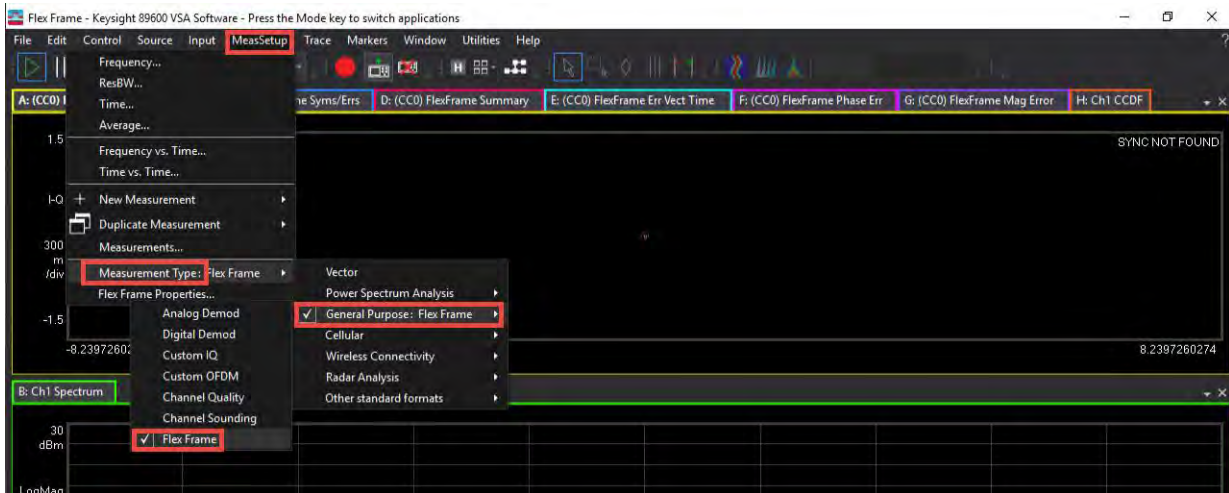 Flex Frame - Keysight 89600 VSA Software - Press the Mode key to switch applications
File Edit Control Source Input MeasSetup Trace Markers Window Utilities Help
Frequency...
ResBW...
A: (CC0)
Time...
ne Syms/Errs
D: (CC0) FlexFrame Summary
E: (CC0) FlexFrame Err Vect Time
F: (CC0) FlexFrame Phase Err
G: (CC0) FlexFrame Mag Error
H: Ch1 CCDF
Average...
1.5
SYNC NOT FOUND
Frequency vs. Time...
Time vs. Time...
I-Q
New Measurement
Duplicate Measurement
300
m
/div
Measurements...
Measurement Type: Flex Frame
Flex Frame Properties...
Vector
Power Spectrum Analysis
General Purpose: Flex Frame
Cellular
Wireless Connectivity
Radar Analysis
Other standard formats
Analog Demod
Digital Demod
Custom IQ
Custom OFDM
Channel Quality
Channel Sounding
Flex Frame
-1.5
-8.2397260
8.2397260274
B: Ch1 Spectrum
30
dBm
LogMag